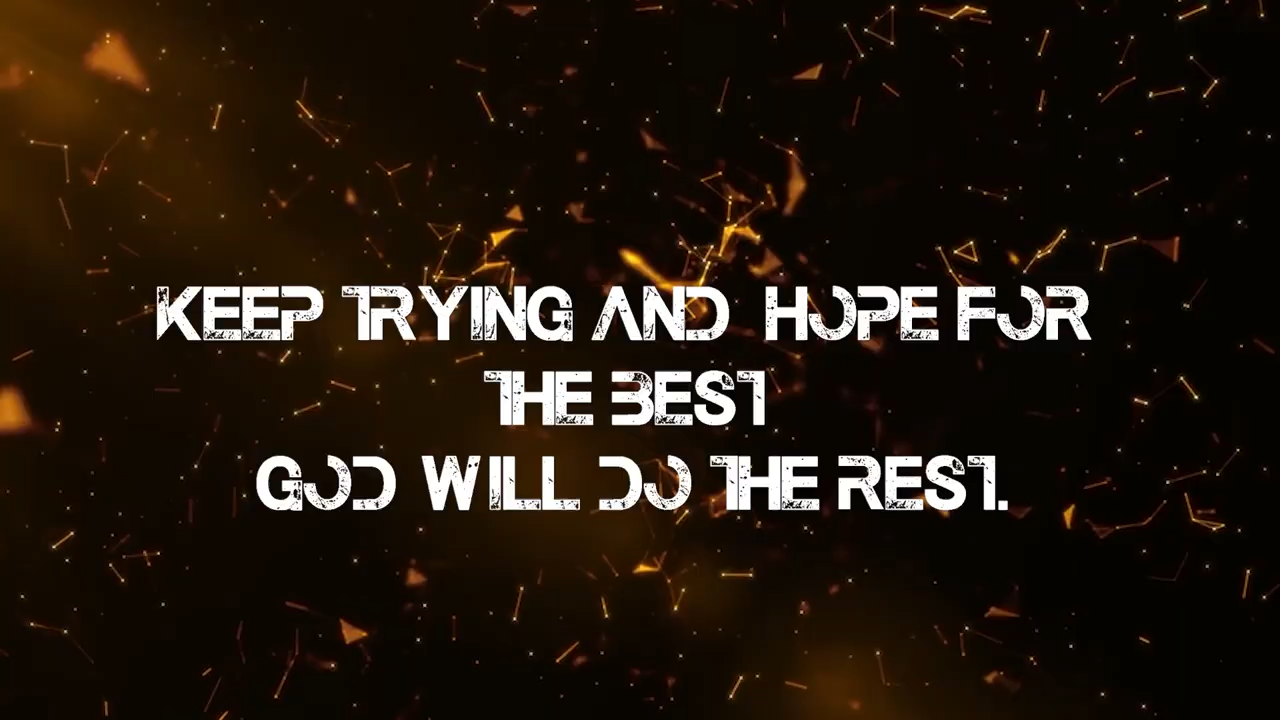 KEEP TRYING AND HOPE FOR
THE BEST
GOD WILL DO THE REST.